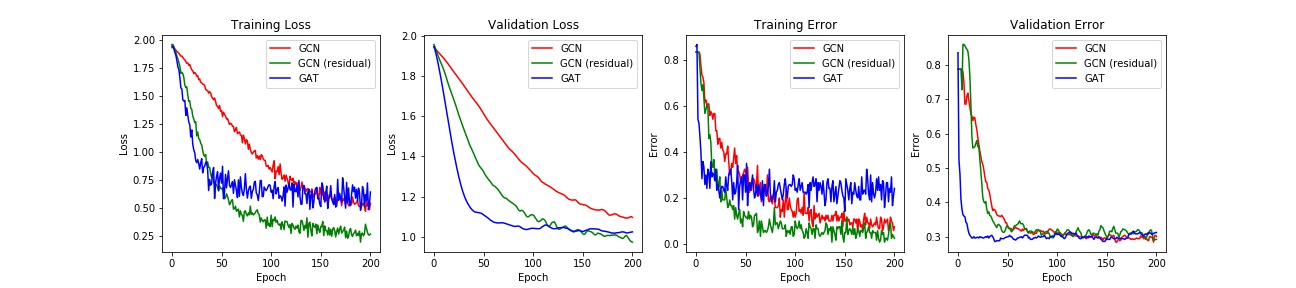 Training Loss
2.00
1.75
1.50
1.25
1.00
0.75
0.50
0.25
0
50
100
150
200
Loss
Epoch
GCN
GCN (residual)
GAT
Validation Loss
2.0
1.8
1.6
1.4
1.2
1.0
0
50
100
150
200
Loss
Epoch
GCN
GCN (residual)
GAT
Training Error
0.8
0.6
0.4
0.2
0.0
0
50
100
150
200
Error
Epoch
GCN
GCN (residual)
GAT
Validation Error
0.8
0.7
0.6
0.5
0.4
0.3
0
50
100
150
200
Error
Epoch
GCN
GCN (residual)
GAT